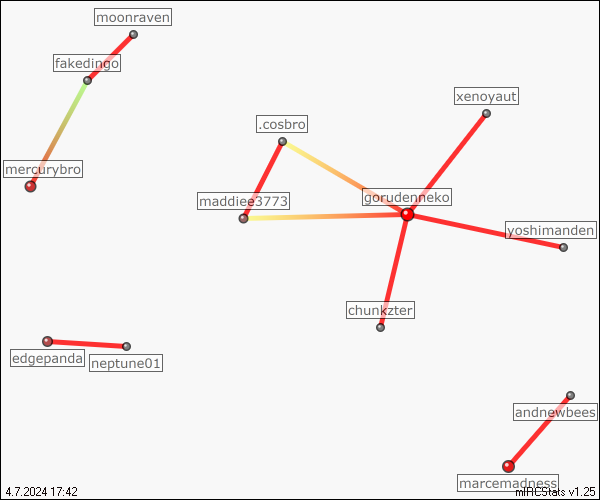 moonraven
fakedingo
xenoyaut
.cosbro
mercurybro
gorudenneko
maddiee3773
yoshimanden
chunkzter
edgepanda
neptune01
andnewbees
marcemadness
4.7.2024 17:42
mIRCStats v1.25